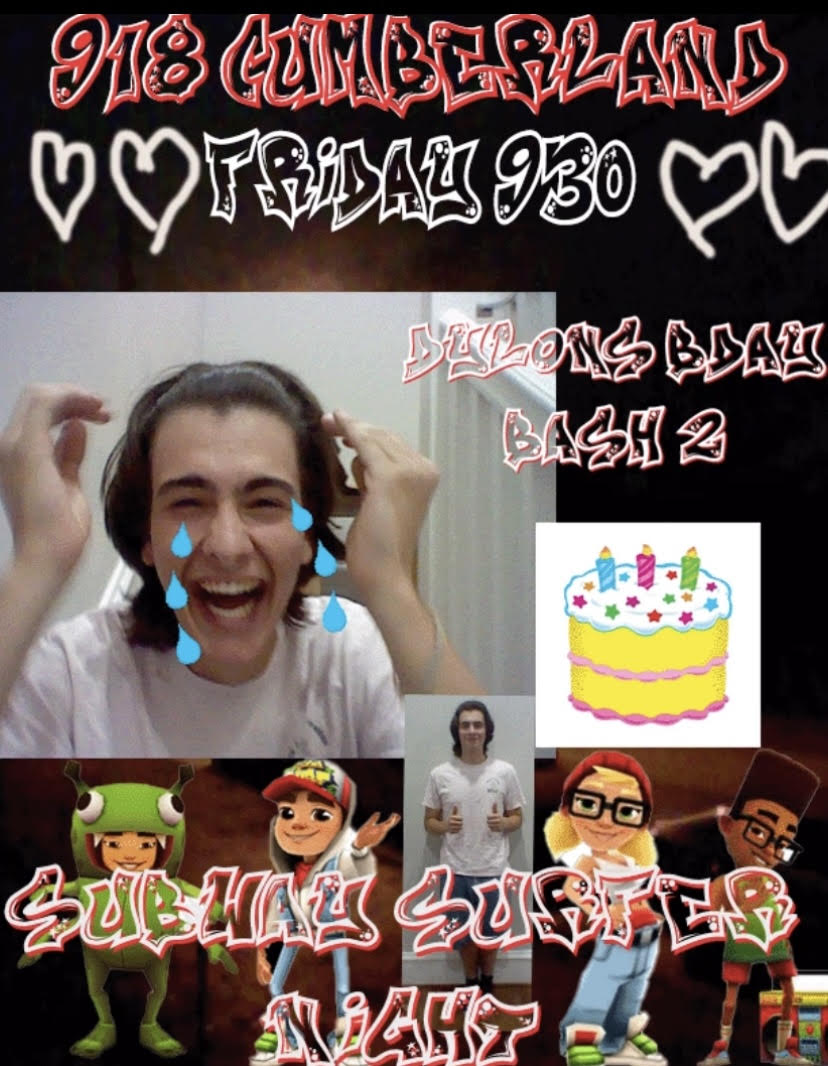 918 CUMBERLAND
FRIDAY 930
DYLONS BDAY
BASH 2
SUBWAY SURFER
NIGHT